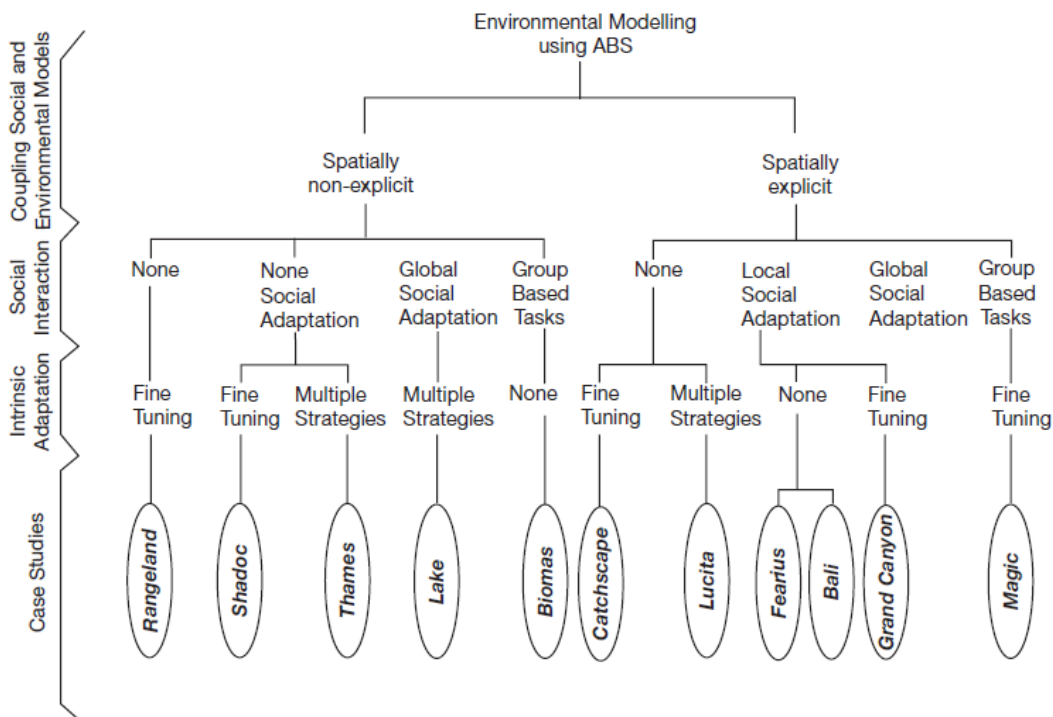 Environmental Modelling
using ABS
Coupling Social and
Environmental Models
Spatially
non-explicit
Spatially
explicit
Social
Interaction
None
None
Social
Adaptation
Global
Social
Adaptation
Group
Based
Tasks
None
Local
Social
Adaptation
Global
Social
Adaptation
Group
Based
Tasks
Intrinsic
Adaptation
Fine
Tuning
Fine
Tuning
Multiple
Strategies
Multiple
Strategies
None
Fine
Tuning
Multiple
Strategies
None
Fine
Tuning
Fine
Tuning
Case Studies
Rangeland
Shadoc
Thames
Lake
Biomas
Catchscape
Lucita
Fearius
Bali
Grand Canyon
Magic